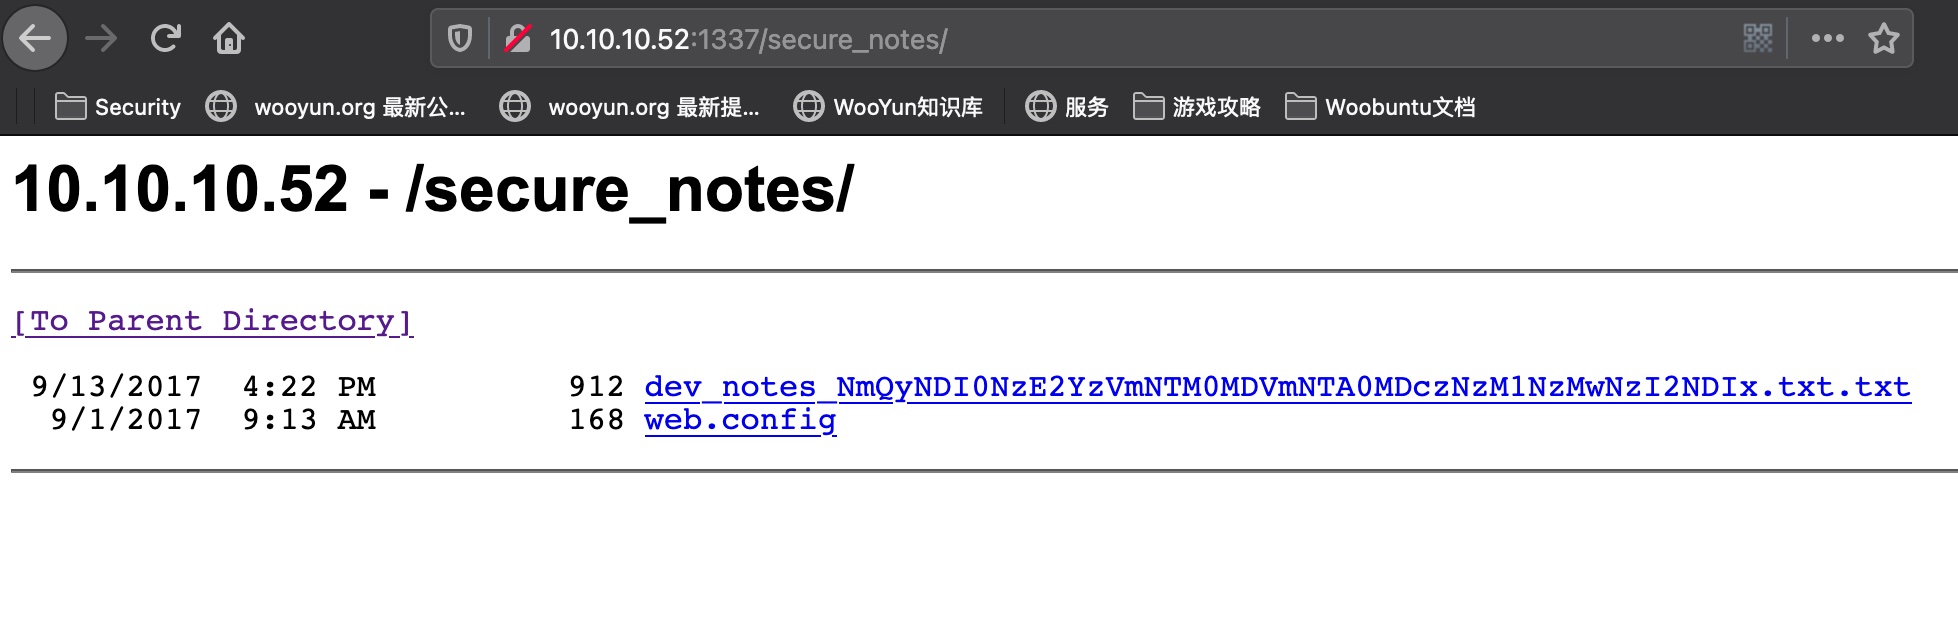 10.10.10.52:1337/secure_notes/
Security wooyun.org 最新公... wooyun.org 最新提... WooYun知识库 服务 游戏攻略 Woobuntu文档
10.10.10.52 - /secure_notes/
[To Parent Directory]
9/13/2017 4:22 PM 912 dev_notes_NmQyNDI0NzE2YzVmNTM0MDVmNTA0MDczNzM1NzMwNzI2NDIx.txt.txt
9/1/2017 9:13 AM 168 web.config